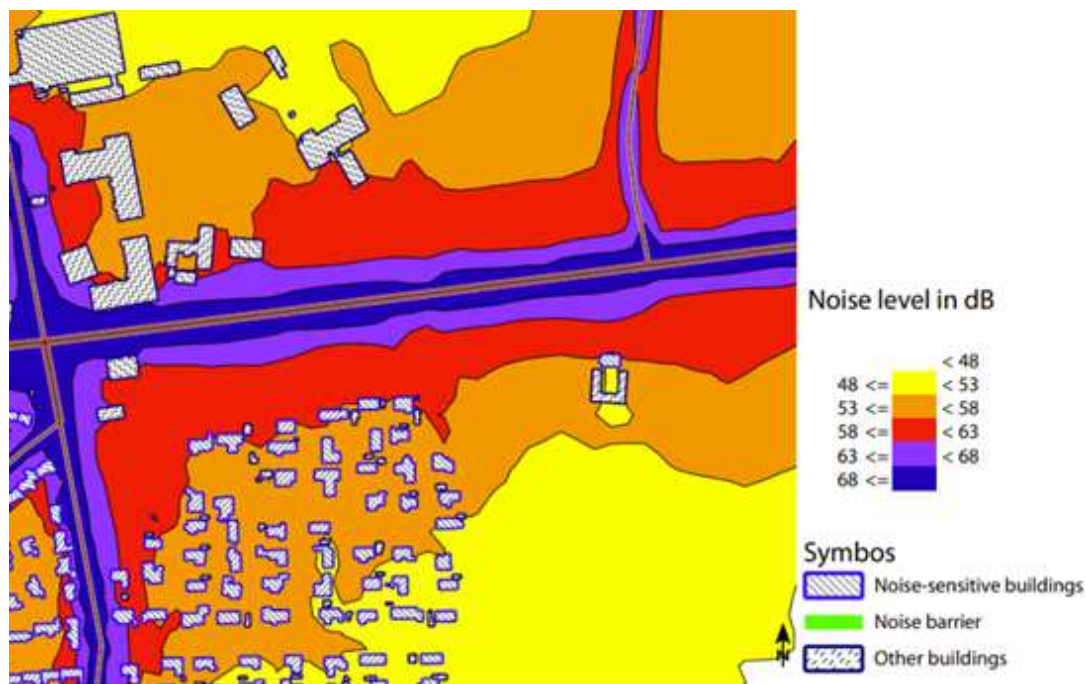 Noise level in dB
< 48
48 <= < 53
53 <= < 58
58 <= < 63
63 <= < 68
68 <=
Symbos
Noise-sensitive buildings
Noise barrier
Other buildings
N